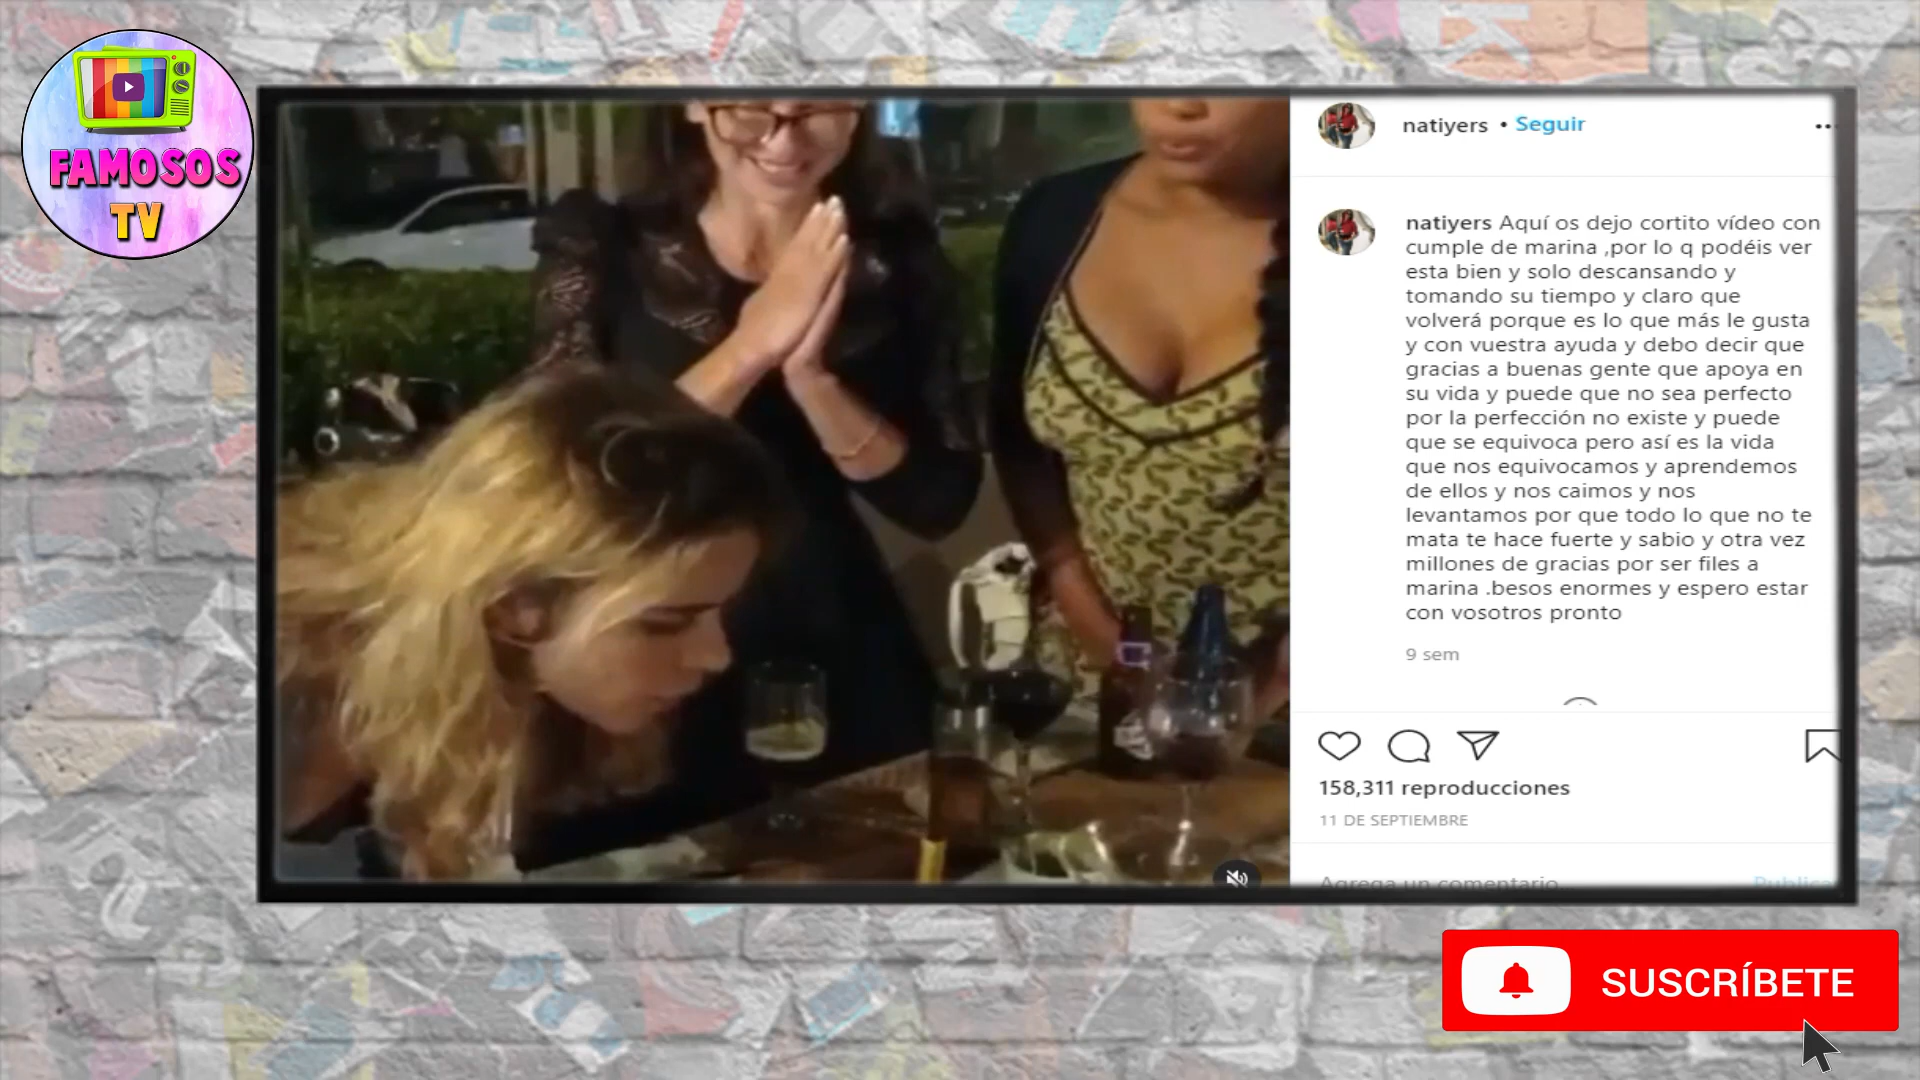 FAMOSOS
TV
natiyers • Seguir
natiyers Aquí os dejo cortito vídeo con
cumple de marina ,por lo q podéis ver
esta bien y solo descansando y
tomando su tiempo y claro que
volverá porque es lo que más le gusta
y con vuestra ayuda y debo decir que
gracias a buenas gente que apoya en
su vida y puede que no sea perfecto
por la perfección no existe y puede
que se equivoca pero así es la vida
que nos equivocamos y aprendemos
de ellos y nos caimos y nos
levantamos por que todo lo que no te
mata te hace fuerte y sabio y otra vez
millones de gracias por ser files a
marina .besos enormes y espero estar
con vosotros pronto
9 sem
158,311 reproducciones
11 DE SEPTIEMBRE
Agrega un comentario...
Publica
SUSCRÍBETE